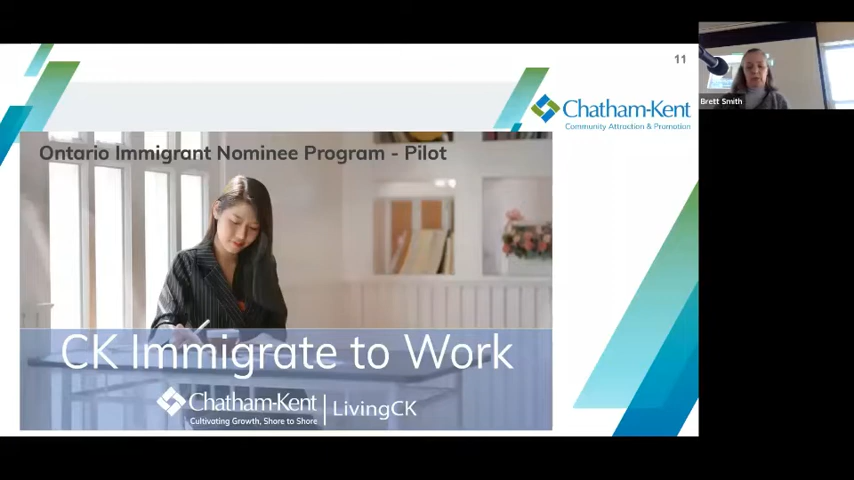 11
Chatham-Kent
Community Attraction & Promotion
Brett Smith
Ontario Immigrant Nominee Program - Pilot
CK Immigrate to Work
Chatham-Kent | LivingCK
Cultivating Growth, Shore to Shore